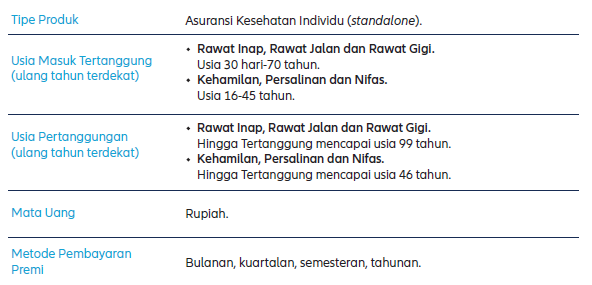 Tipe Produk
Asuransi Kesehatan Individu (standalone).
Usia Masuk Tertanggung
(ulang tahun terdekat)
• Rawat Inap, Rawat Jalan dan Rawat Gigi.
Usia 30 hari-70 tahun.
• Kehamilan, Persalinan dan Nifas.
Usia 16-45 tahun.
Usia Pertanggungan
(ulang tahun terdekat)
• Rawat Inap, Rawat Jalan dan Rawat Gigi.
Hingga Tertanggung mencapai usia 99 tahun.
• Kehamilan, Persalinan dan Nifas.
Hingga Tertanggung mencapai usia 46 tahun.
Mata Uang
Rupiah.
Metode Pembayaran
Premi
Bulanan, kuartalan, semesteran, tahunan.